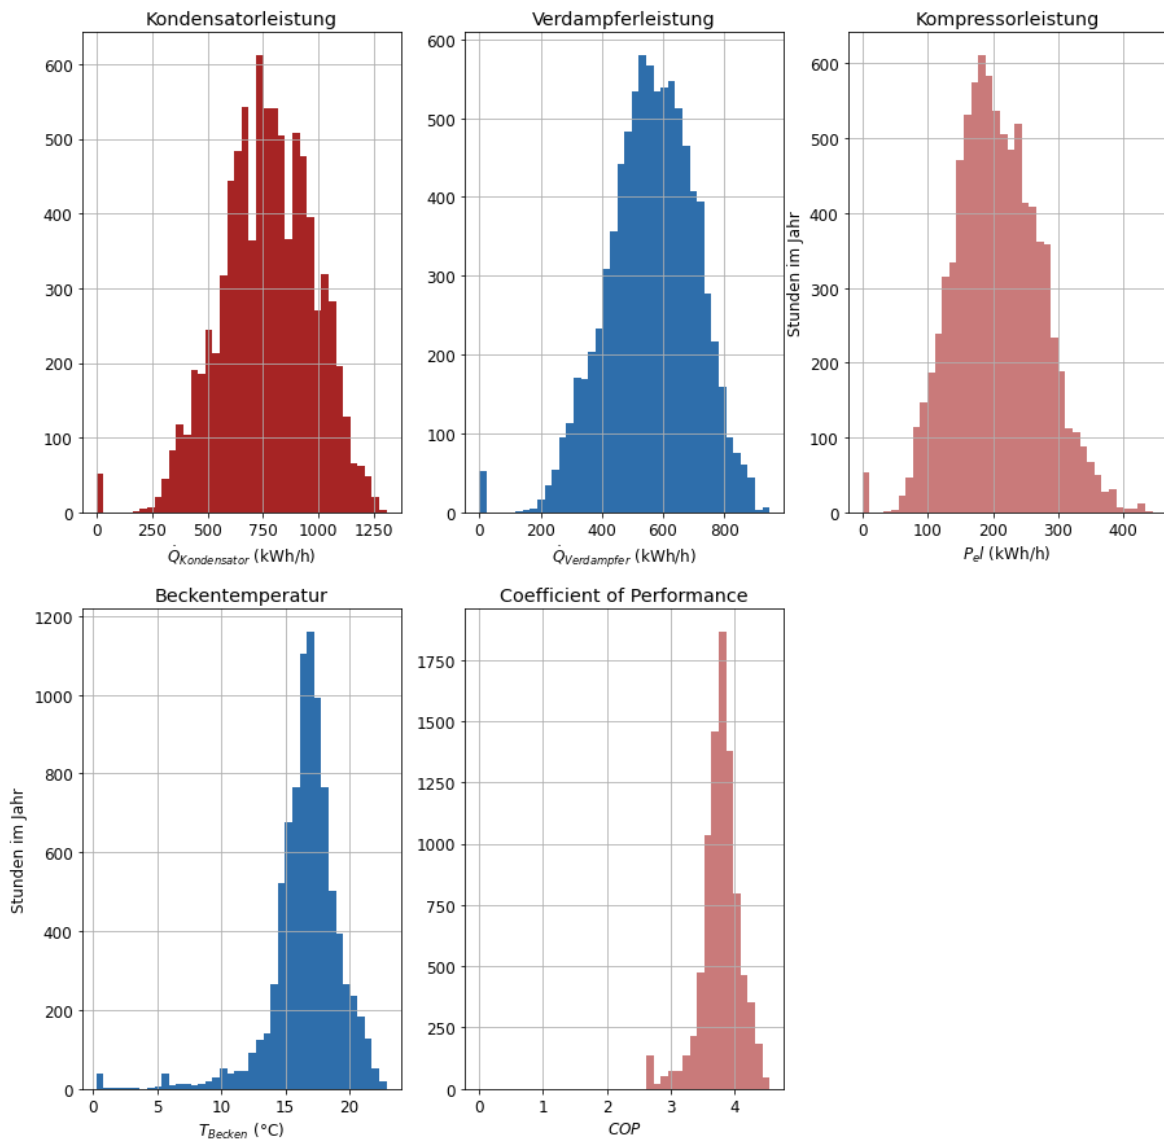 Kondensatorleistung
600
500
400
300
200
100
0
0 250 500 750 1000 1250
Q̇Kondensator (kWh/h)
Verdampferleistung
600
500
400
300
200
100
0
0 200 400 600 800
Q̇Verdampfer (kWh/h)
Kompressorleistung
Stunden im Jahr
600
500
400
300
200
100
0
0 100 200 300 400
Pel (kWh/h)
Beckentemperatur
Stunden im Jahr
1200
1000
800
600
400
200
0
0 5 10 15 20
TBecken (°C)
Coefficient of Performance
1750
1500
1250
1000
750
500
250
0
0 1 2 3 4
COP